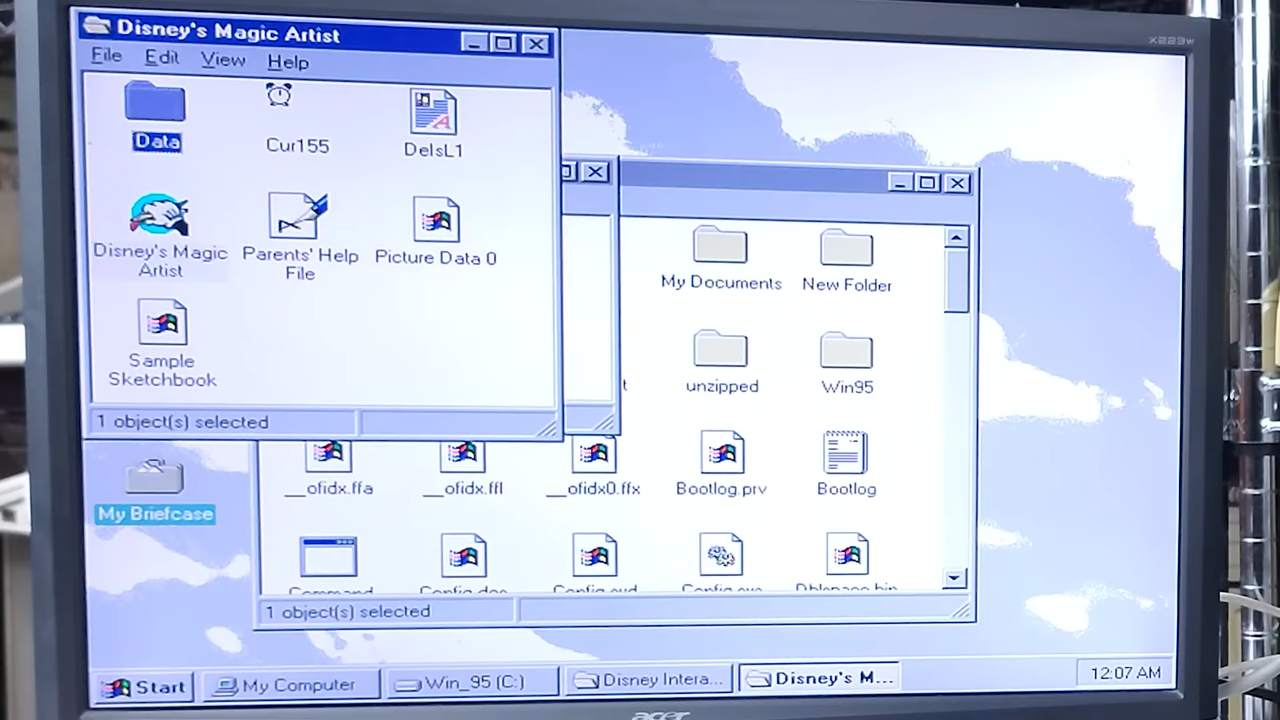 Disney's Magic Artist
X223w
File Edit View Help
Data
Cur155
DelsL1
Disney's Magic
Artist
Parents' Help
File
Picture Data 0
Sample
Sketchbook
1 object(s) selected
My Documents
New Folder
unzipped
Win95
__ofidx.ffa
__ofidx.ffl
__ofidx0.ffx
Bootlog.prv
Bootlog
My Briefcase
1 object(s) selected
Start
My Computer
Win_95 (C:)
Disney Intera...
Disney's M...
12:07 AM
acer